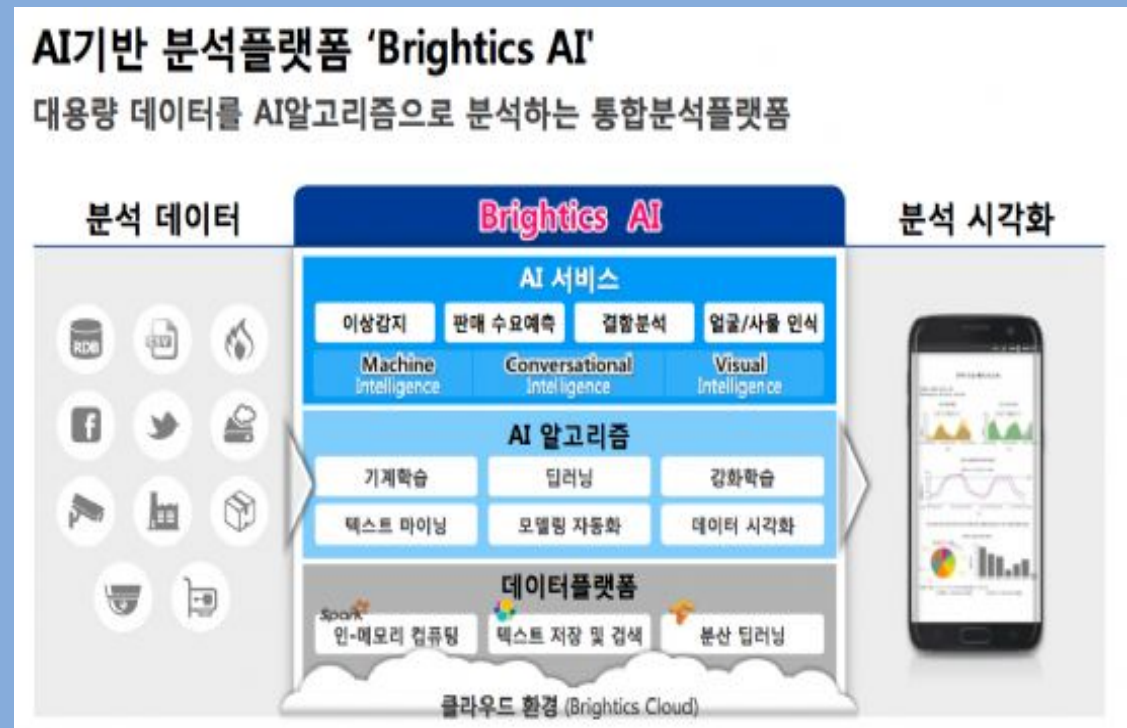 AI기반 분석플랫폼 ‘Brightics AI'
대용량 데이터를 AI알고리즘으로 분석하는 통합분석플랫폼
분석 데이터
Brightics AI
분석 시각화
RDB
CSV
AI 서비스
이상감지 판매 수요예측 결함분석 얼굴/사물 인식
Machine Conversational Visual
Intelligence Intelligence Intelligence
AI 알고리즘
기계학습 딥러닝 강화학습
텍스트 마이닝 모델링 자동화 데이터 시각화
데이터플랫폼
Spark
인-메모리 컴퓨팅 텍스트 저장 및 검색 분산 딥러닝
클라우드 환경 (Brightics Cloud)